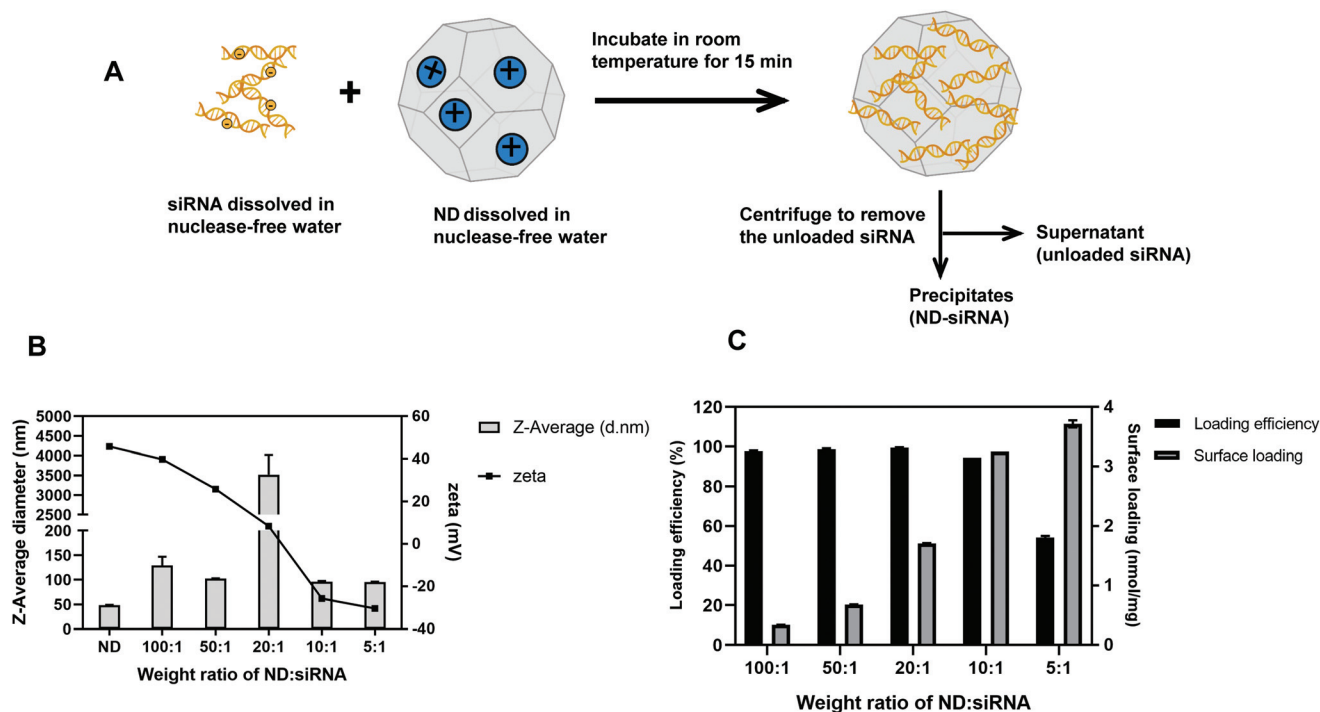 A
Incubate in room
temperature for 15 min
+
siRNA dissolved in
nuclease-free water
ND dissolved in
nuclease-free water
Centrifuge to remove
the unloaded siRNA
Supernatant
(unloaded siRNA)
Precipitates
(ND-siRNA)
B
Z-Average diameter (nm)
5000
4500
4000
3500
3000
2500
200
150
100
50
0
60
40
20
0
-20
-40
zeta (mV)
Z-Average (d.nm)
zeta
ND 100:1 50:1 20:1 10:1 5:1
Weight ratio of ND:siRNA
C
Loading efficiency (%)
120
100
80
60
40
20
0
4
3
2
1
0
Surface loading (nmol/mg)
Loading efficiency
Surface loading
100:1 50:1 20:1 10:1 5:1
Weight ratio of ND:siRNA